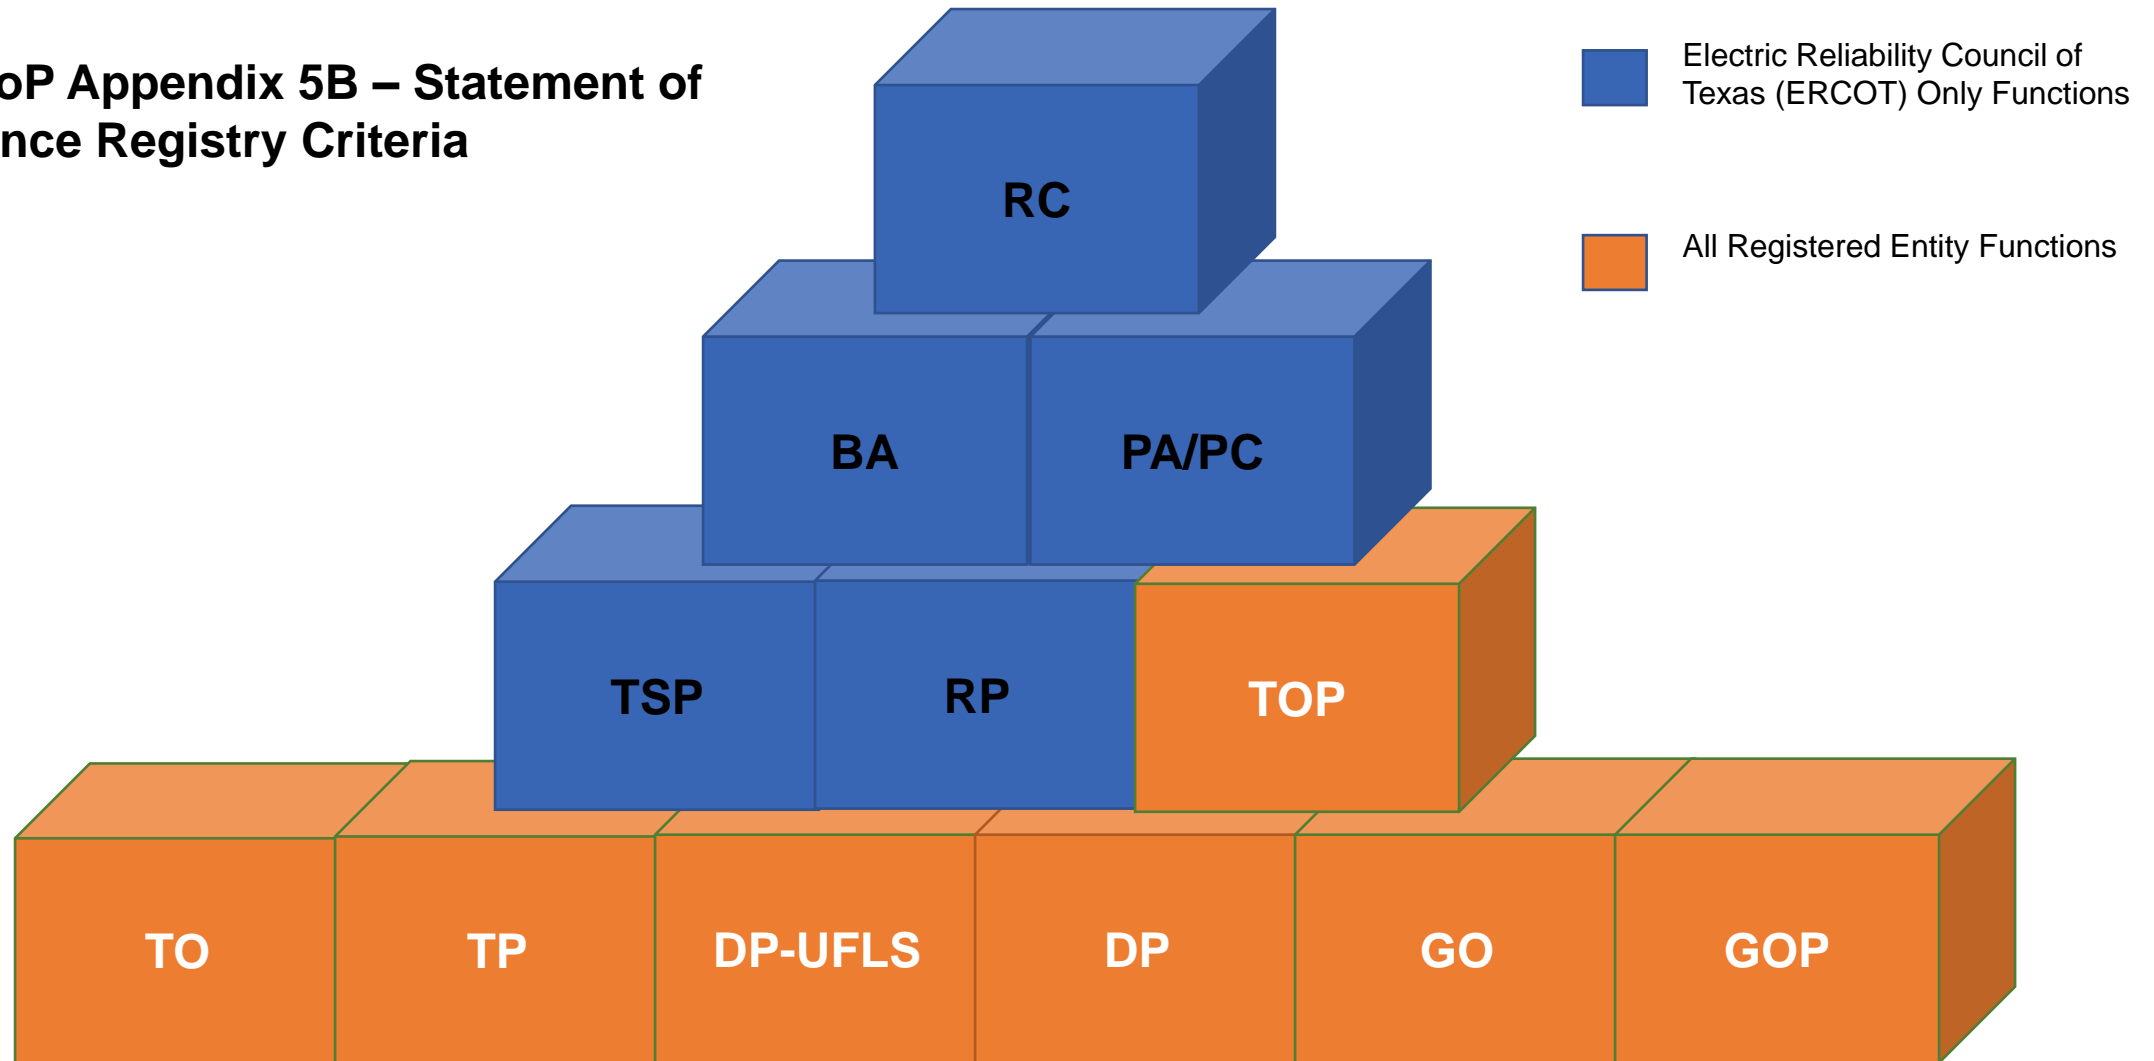 oP Appendix 5B – Statement of
nce Registry Criteria
Electric Reliability Council of
Texas (ERCOT) Only Functions
All Registered Entity Functions
RC
BA PA/PC
TSP RP TOP
TO TP DP-UFLS DP GO GOP